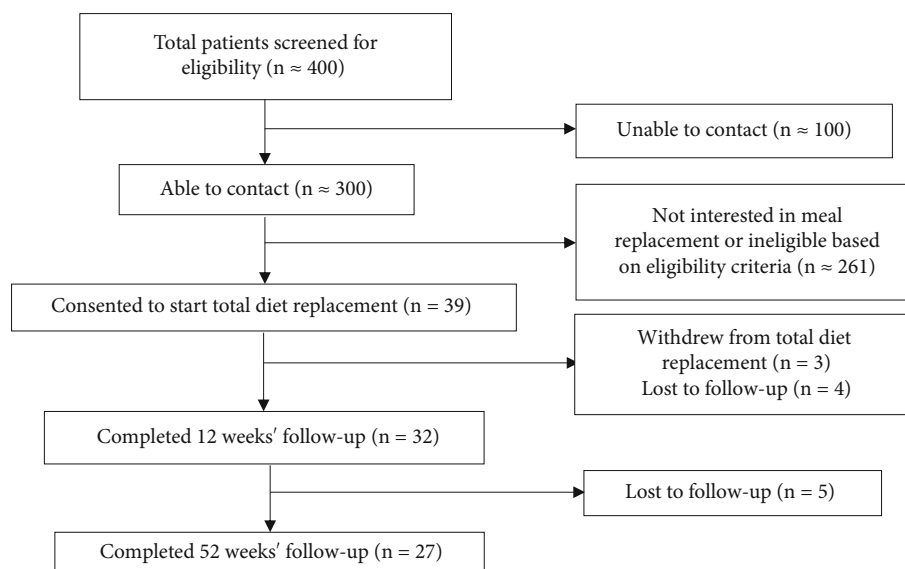 Total patients screened for
eligibility (n ≈ 400)
Unable to contact (n ≈ 100)
Able to contact (n ≈ 300)
Not interested in meal
replacement or ineligible based
on eligibility criteria (n ≈ 261)
Consented to start total diet replacement (n = 39)
Withdrew from total diet
replacement (n = 3)
Lost to follow-up (n = 4)
Completed 12 weeks′ follow-up (n = 32)
Lost to follow-up (n = 5)
Completed 52 weeks′ follow-up (n = 27)